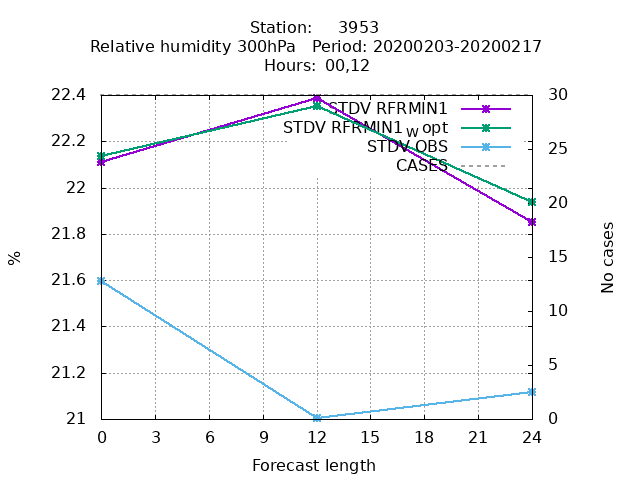 Station: 3953
Relative humidity 300hPa Period: 20200203-20200217
Hours: 00,12
22.4
22.2
22
21.8
21.6
21.4
21.2
21
%
STDV RFRMIN1
STDV RFRMIN1 W opt
STDV OBS
CASES
30
25
20
15
10
5
0
No cases
0 3 6 9 12 15 18 21 24
Forecast length